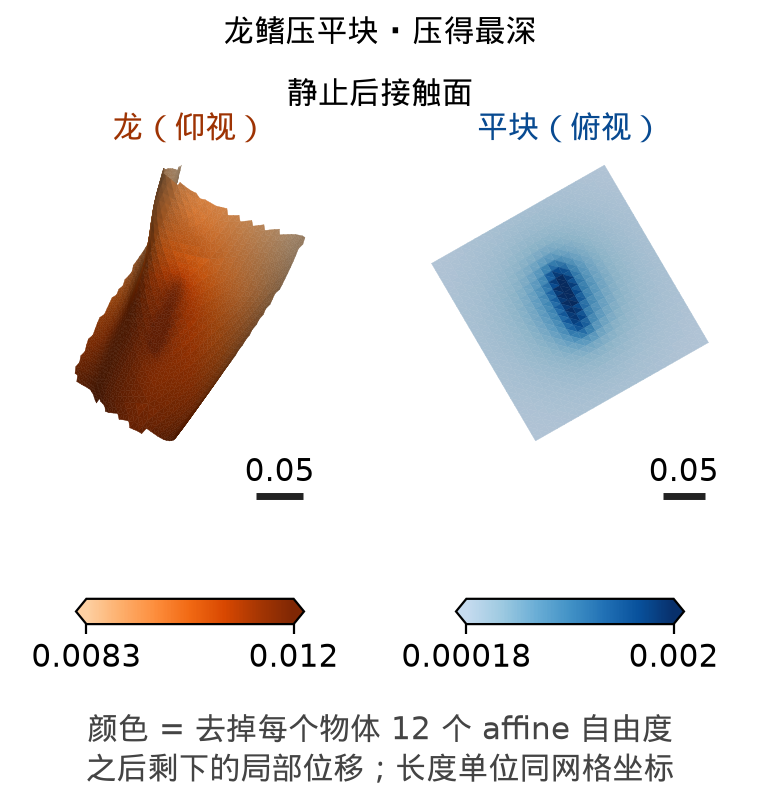 龙鳍压平块 · 压得最深
静止后接触面
龙（仰视）
平块（俯视）
0.05
0.05
0.0083
0.012
0.00018
0.002
颜色 = 去掉每个物体 12 个 affine 自由度
之后剩下的局部位移；长度单位同网格坐标